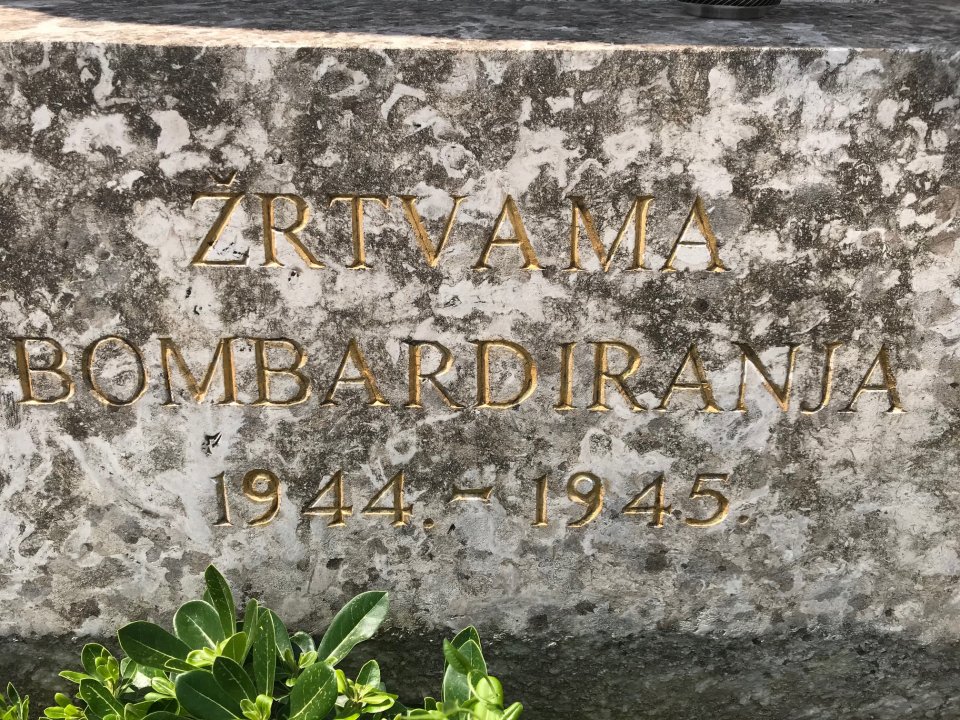 ŽRTVAMA
BOMBARDIRANJA
1944. – 1945.